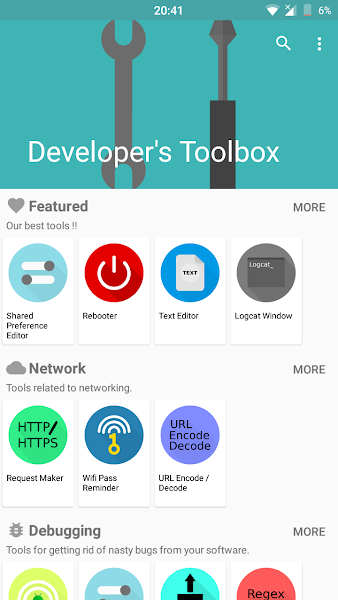 20:41
6%
Developer's Toolbox
Featured
MORE
Our best tools !!
TEXT
Logcat_
Shared
Preference
Editor
Rebooter
Text Editor
Logcat Window
Network
MORE
Tools related to networking.
HTTP/
HTTPS
URL
Encode
Decode
Request Maker
Wifi Pass
Reminder
URL Encode /
Decode
Debugging
MORE
Tools for getting rid of nasty bugs from your software.
Regex